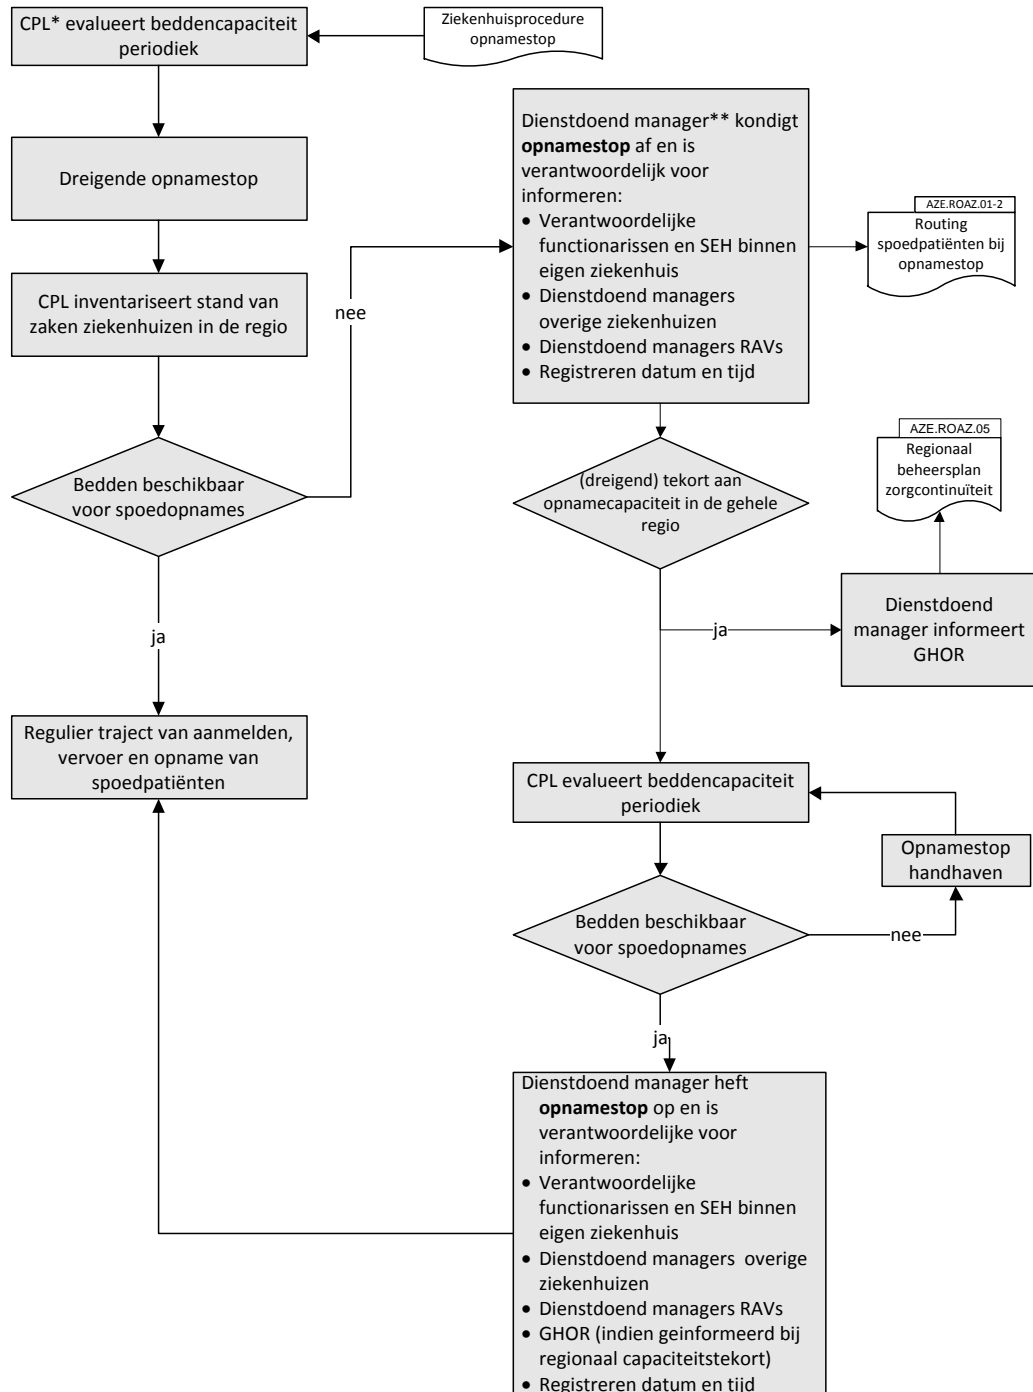 CPL* evalueert beddencapaciteit
periodiek
Ziekenhuisprocedure
opnamestop
Dreigende opnamestop
CPL inventariseert stand van
zaken ziekenhuizen in de regio
Bedden beschikbaar
voor spoedopnames
nee
ja
Regulier traject van aanmelden,
vervoer en opname van
spoedpatiënten
Dienstdoend manager** kondigt
opnamestop af en is
verantwoordelijk voor
informeren:
• Verantwoordelijke
functionarissen en SEH binnen
eigen ziekenhuis
• Dienstdoend managers
overige ziekenhuizen
• Dienstdoend managers RAVs
• Registreren datum en tijd
AZE.ROAZ.01-2
Routing
spoedpatiënten bij
opnamestop
(dreigend) tekort aan
opnamecapaciteit in de gehele
regio
AZE.ROAZ.05
Regionaal
beheersplan
zorgcontinuïteit
ja
Dienstdoend
manager informeert
GHOR
CPL evalueert beddencapaciteit
periodiek
Opnamestop
handhaven
Bedden beschikbaar
voor spoedopnames
nee
ja
Dienstdoend manager heft
opnamestop op en is
verantwoordelijke voor
informeren:
• Verantwoordelijke
functionarissen en SEH binnen
eigen ziekenhuis
• Dienstdoend managers  overige
ziekenhuizen
• Dienstdoend managers RAVs
• GHOR (indien geinformeerd bij
regionaal capaciteitstekort)
• Registreren datum en tijd